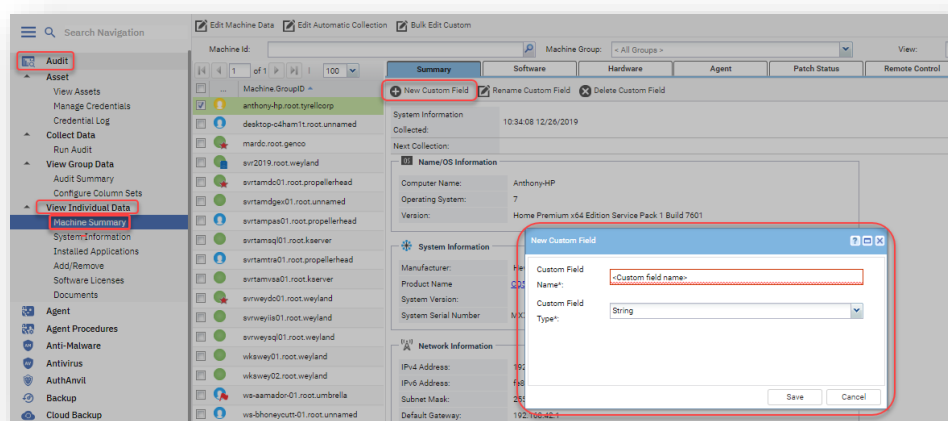 Search Navigation
Edit Machine Data Edit Automatic Collection Bulk Edit Custom
Machine Id: Machine Group: < All Groups > View:
1 of 1 100
Summary Software Hardware Agent Patch Status Remote Control
Audit
Asset
View Assets
Manage Credentials
Credential Log
Collect Data
Run Audit
View Group Data
Audit Summary
Configure Column Sets
View Individual Data
Machine Summary
System Information
Installed Applications
Add/Remove
Software Licenses
Documents
Agent
Agent Procedures
Anti-Malware
Antivirus
AuthAnvil
Backup
Cloud Backup
... Machine.GroupID
anthony-hp.root.tyrellcorp
desktop-c4ham1t.root.unnamed
mardc.root.genco
svr2019.root.weyland
svrtamdc01.root.propellerhead
svrtamdgex01.root.unnamed
svrtampas01.root.propellerhead
svrtamsql01.root.kserver
svrtamtra01.root.propellerhead
svrtamvsa01.root.kserver
svrweydc01.root.weyland
svrweyiis01.root.weyland
svrweysql01.root.weyland
wkswey01.root.weyland
wkswey02.root.weyland
ws-aamador-01.root.umbrella
ws-bhoneycutt-01.root.unnamed
New Custom Field Rename Custom Field Delete Custom Field
System Information
Collected:
10:34:08 12/26/2019
Next Collection:
Name/OS Information
Computer Name: Anthony-HP
Operating System: 7
Version: Home Premium x64 Edition Service Pack 1 Build 7601
System Information
Manufacturer:
Product Name
System Version:
System Serial Number
Network Information
IPv4 Address:
IPv6 Address:
Subnet Mask:
Default Gateway: 192.168.42.1
New Custom Field
Custom Field
Name*:
<Custom field name>
Custom Field
Type*:
String
Save Cancel